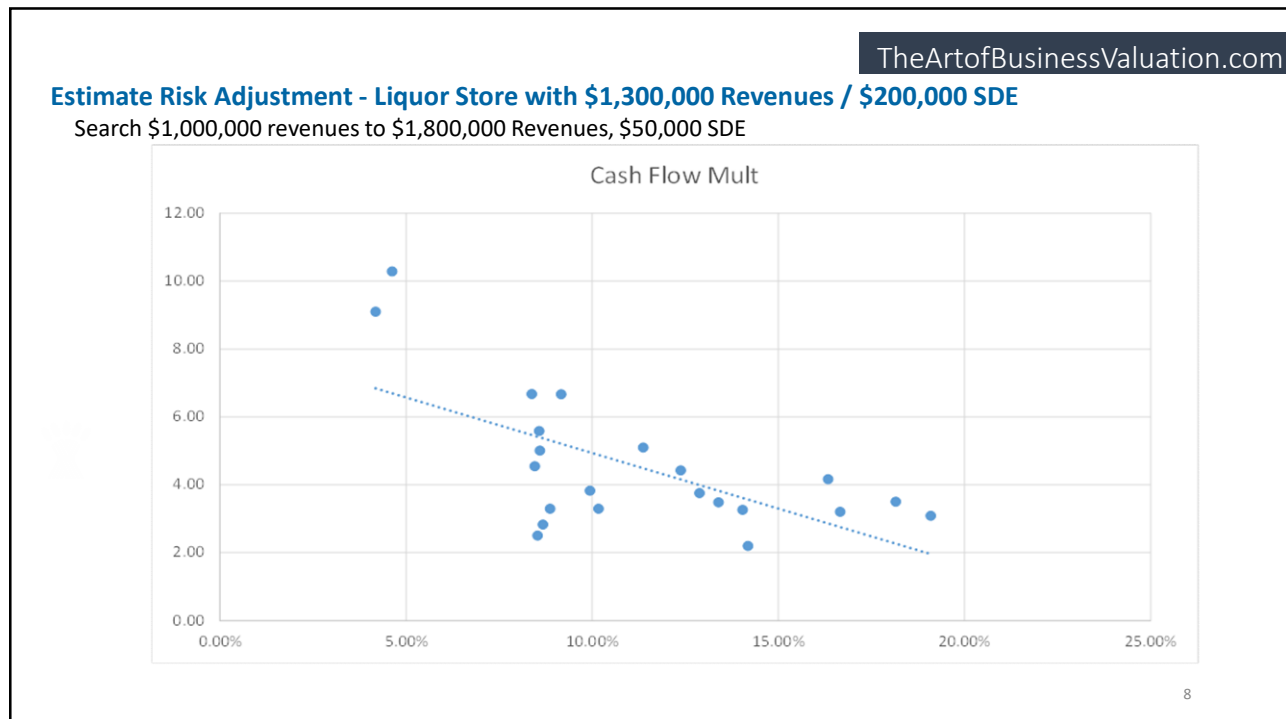 TheArtofBusinessValuation.com
Estimate Risk Adjustment - Liquor Store with $1,300,000 Revenues / $200,000 SDE
Search $1,000,000 revenues to $1,800,000 Revenues, $50,000 SDE
Cash Flow Mult
12.00
10.00
8.00
6.00
4.00
2.00
0.00
0.00% 5.00% 10.00% 15.00% 20.00% 25.00%
8